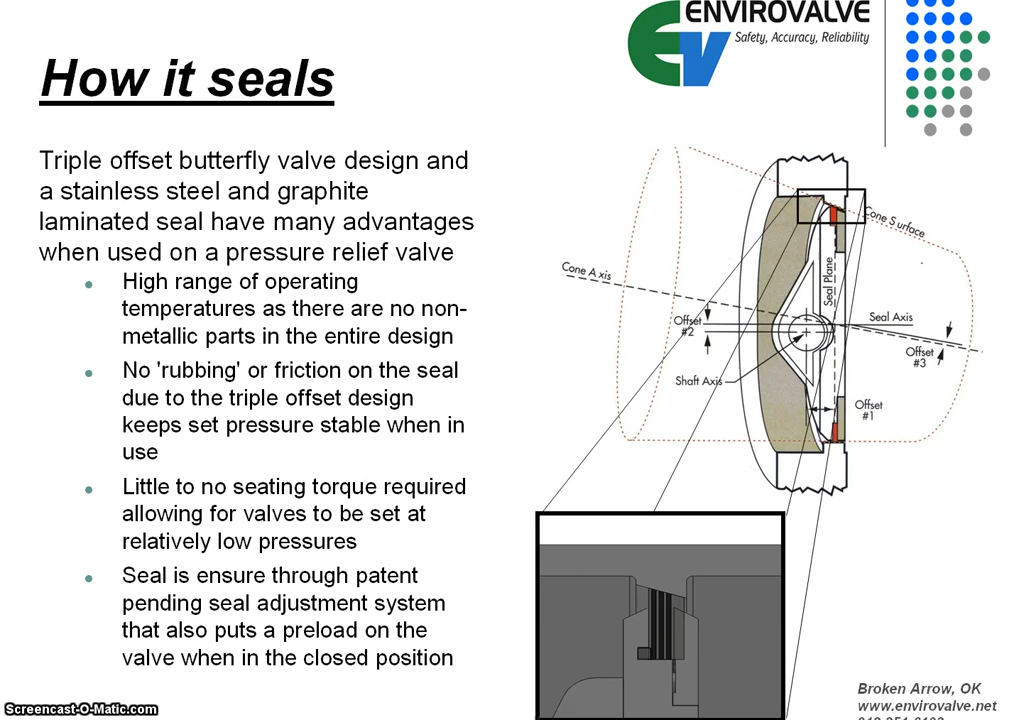 ENVIROVALVE
Safety, Accuracy, Reliability
EV
How it seals
Triple offset butterfly valve design and
a stainless steel and graphite
laminated seal have many advantages
when used on a pressure relief valve
High range of operating
temperatures as there are no non-
metallic parts in the entire design
No 'rubbing' or friction on the seal
due to the triple offset design
keeps set pressure stable when in
use
Little to no seating torque required
allowing for valves to be set at
relatively low pressures
Seal is ensure through patent
pending seal adjustment system
that also puts a preload on the
valve when in the closed position
Cone Surface
Cone Axis
Seal Plane
Offset
#2
Seal Axis
Offset
#3
Shaft Axis
Offset
#1
Broken Arrow, OK
www.envirovalve.net
Screencast-O-Matic.com